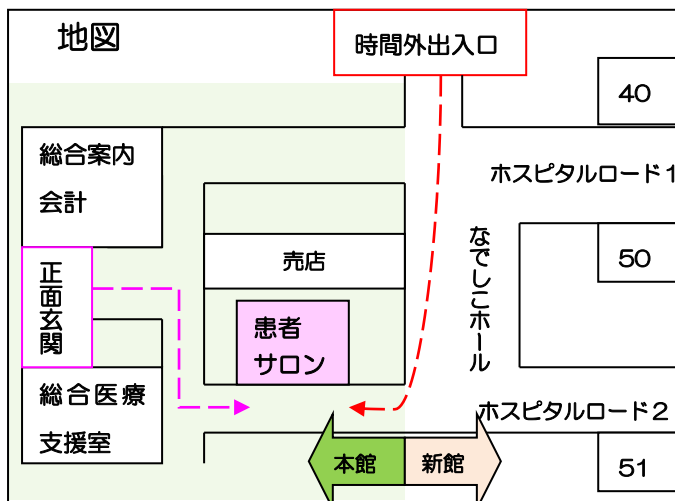 地図
時間外出入口
40
総合案内
会計
ホスピタルロード1
なでしこホール
売店
50
正面玄関
患者
サロン
総合医療
支援室
ホスピタルロード2
本館
新館
51